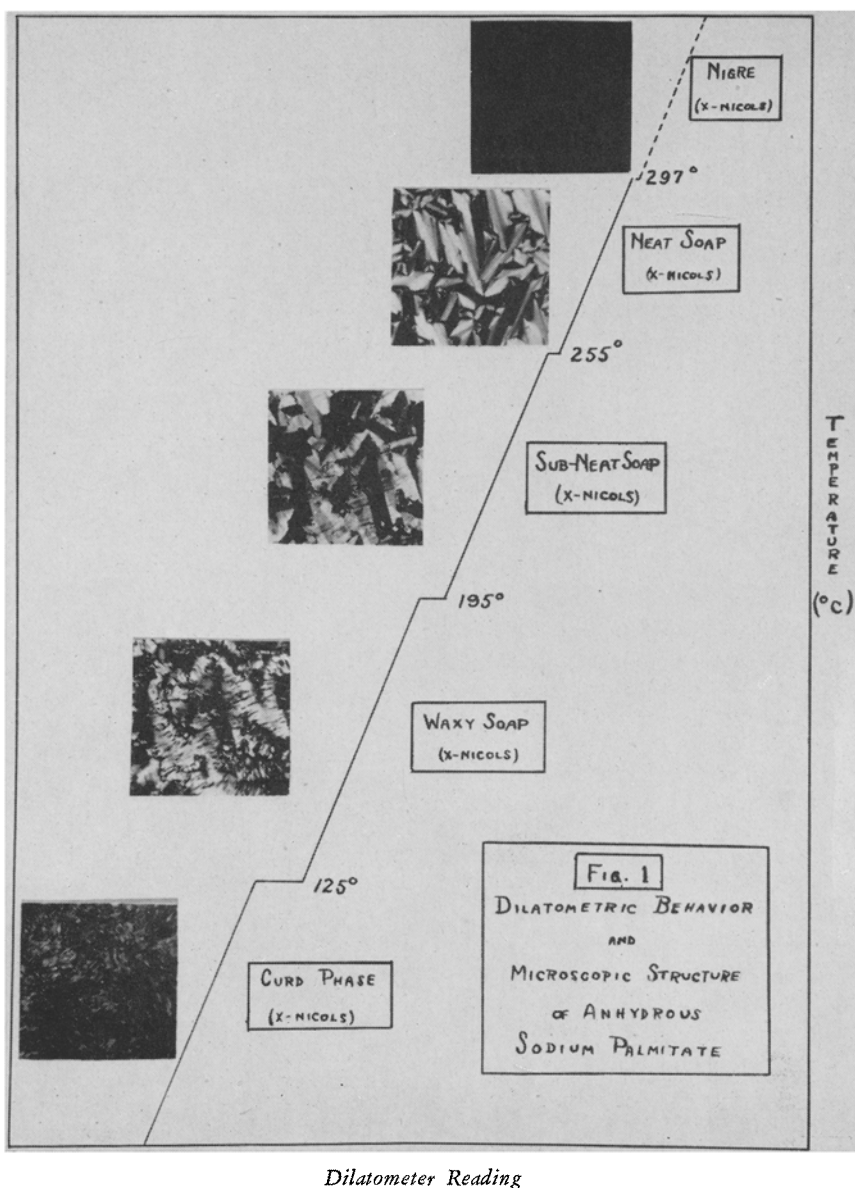 NIGRE
(X-NICOLS)
297°
NEAT SOAP
(X-NICOLS)
255°
SUB-NEAT SOAP
(X-NICOLS)
195°
TEMPERATURE
(°C)
WAXY SOAP
(X-NICOLS)
125°
CURD PHASE
(X-NICOLS)
FIG. 1
DILATOMETRIC BEHAVIOR
AND
MICROSCOPIC STRUCTURE
OF ANHYDROUS
SODIUM PALMITATE
Dilatometer Reading